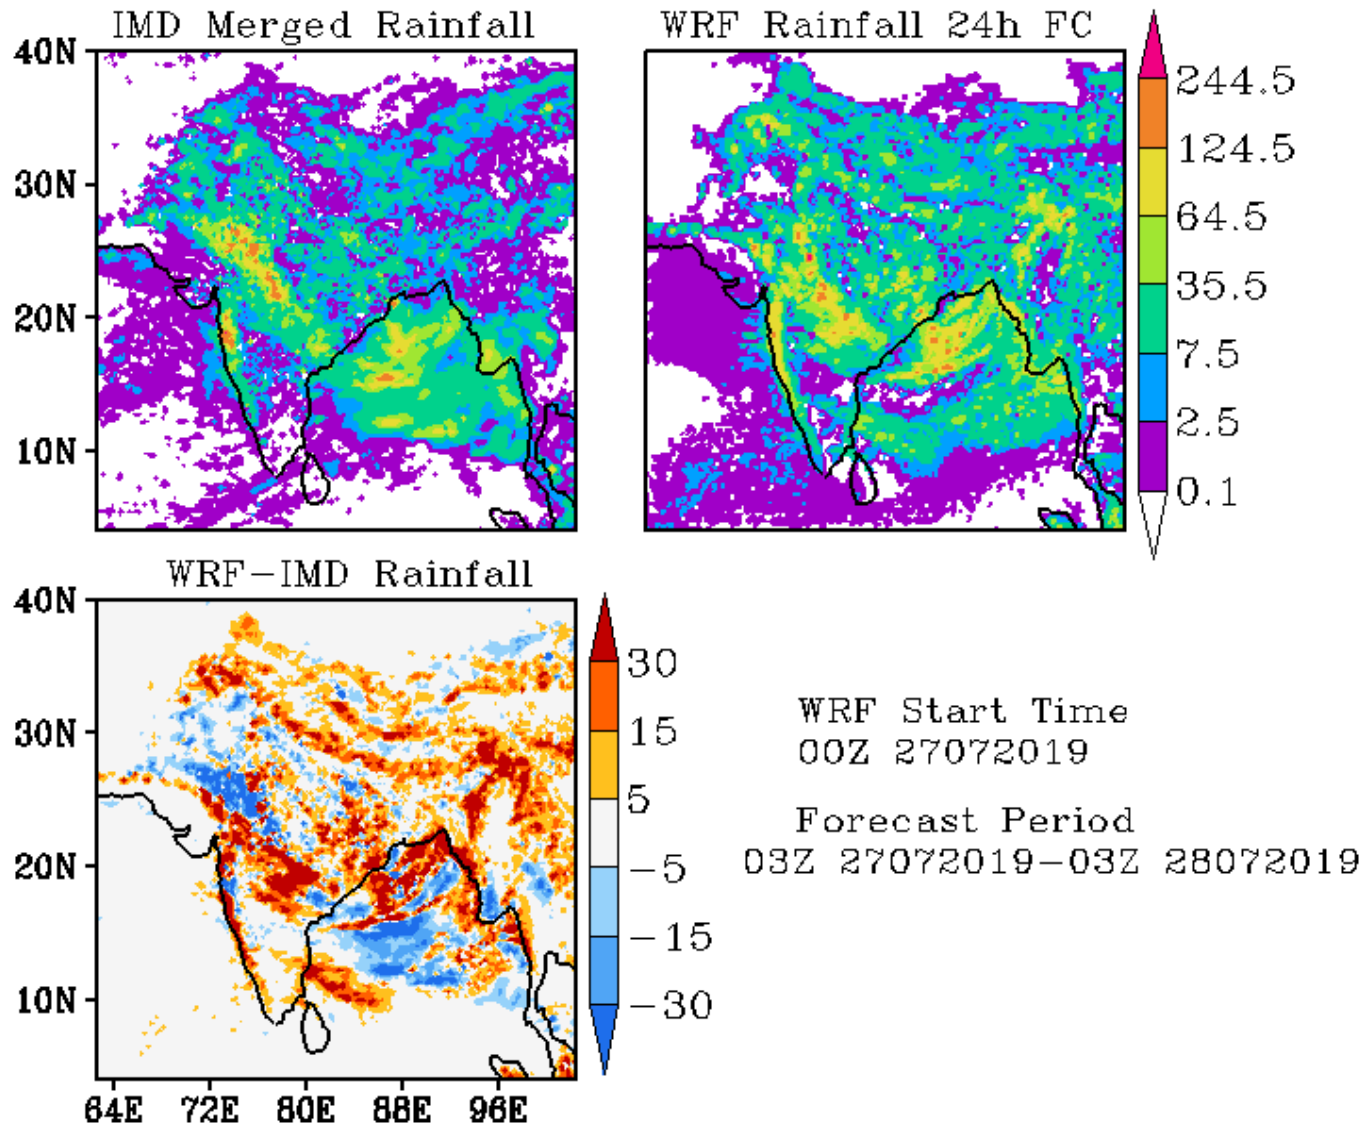 IMD Merged Rainfall
WRF Rainfall 24h FC
40N
30N
20N
10N
244.5
124.5
64.5
35.5
7.5
2.5
0.1
WRF-IMD Rainfall
40N
30N
20N
10N
64E 72E 80E 88E 96E
30
15
5
-5
-15
-30
WRF Start Time
00Z 27072019
Forecast Period
03Z 27072019-03Z 28072019